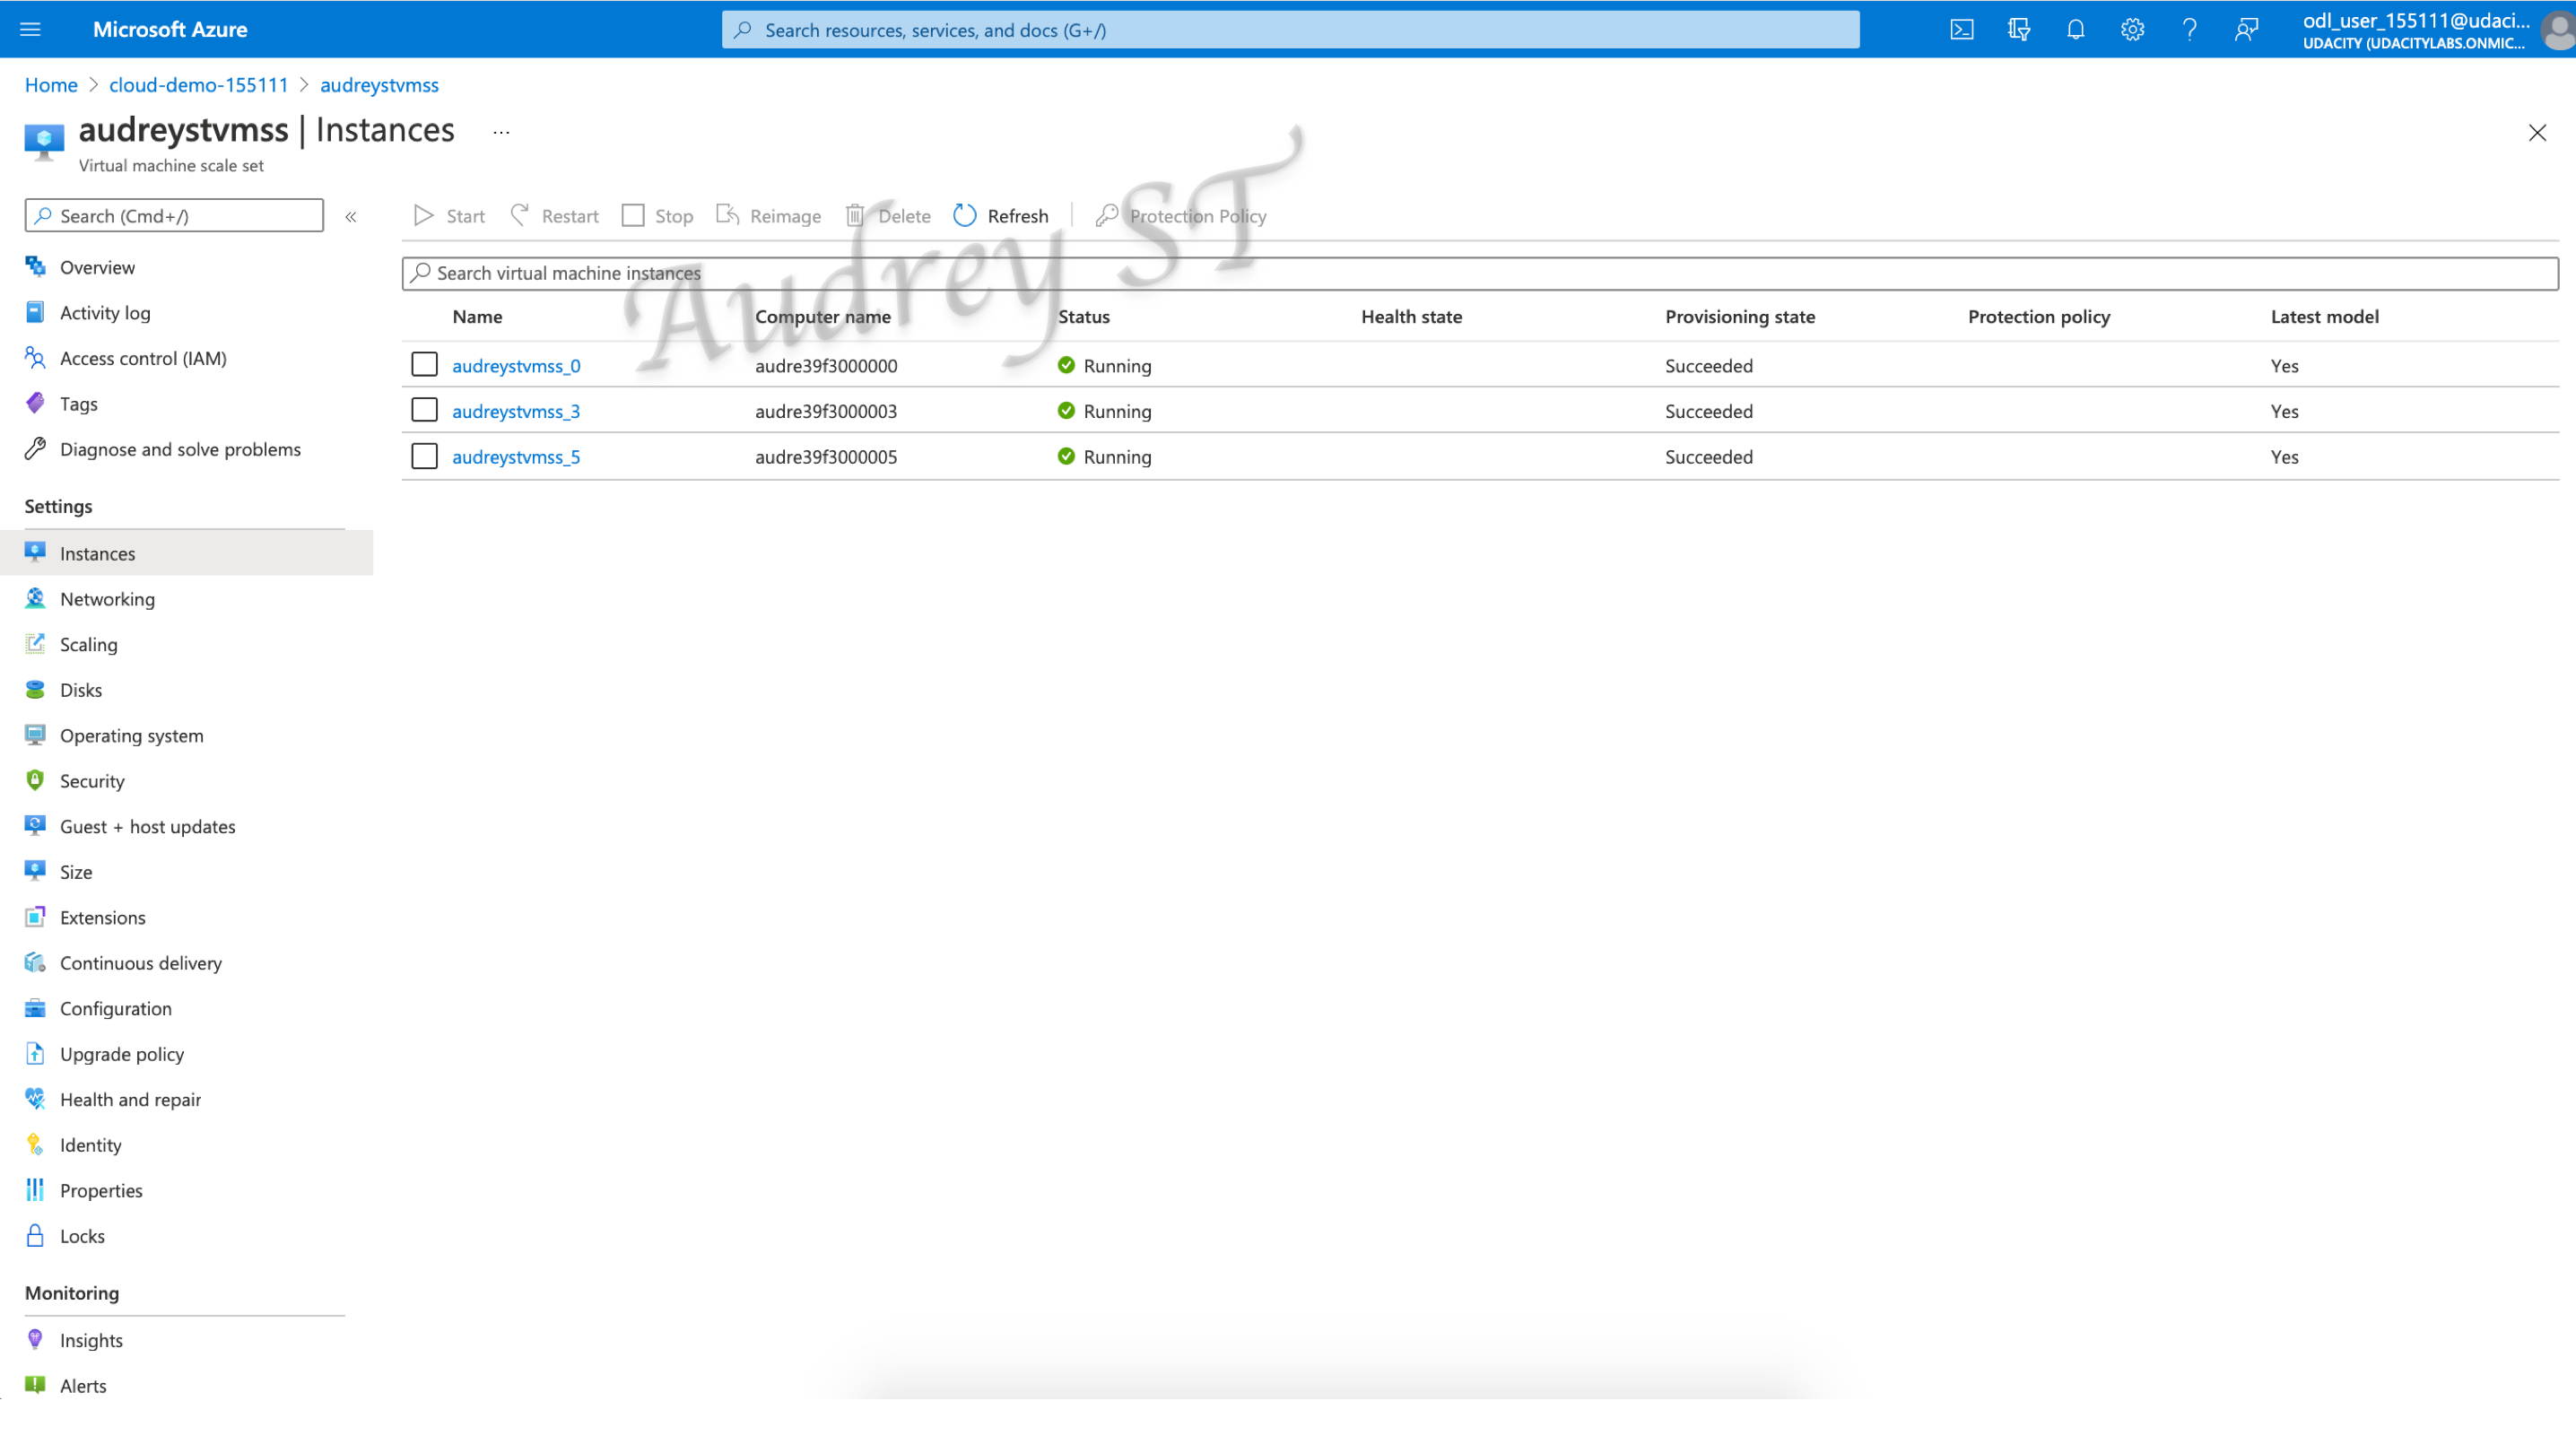 Microsoft Azure
Search resources, services, and docs (G+/)
odl_user_155111@udaci...
UDACITY (UDACITYLABS.ONMIC...
Home > cloud-demo-155111 > audreystvmss
audreystvmss | Instances ...
Virtual machine scale set
Search (Cmd+/) «
Start Restart Stop Reimage Delete Refresh Protection Policy
Audrey ST
Search virtual machine instances
Name Computer name Status Health state Provisioning state Protection policy Latest model
audreystvmss_0 audre39f3000000 Running Succeeded Yes
audreystvmss_3 audre39f3000003 Running Succeeded Yes
audreystvmss_5 audre39f3000005 Running Succeeded Yes
Overview
Activity log
Access control (IAM)
Tags
Diagnose and solve problems
Settings
Instances
Networking
Scaling
Disks
Operating system
Security
Guest + host updates
Size
Extensions
Continuous delivery
Configuration
Upgrade policy
Health and repair
Identity
Properties
Locks
Monitoring
Insights
Alerts